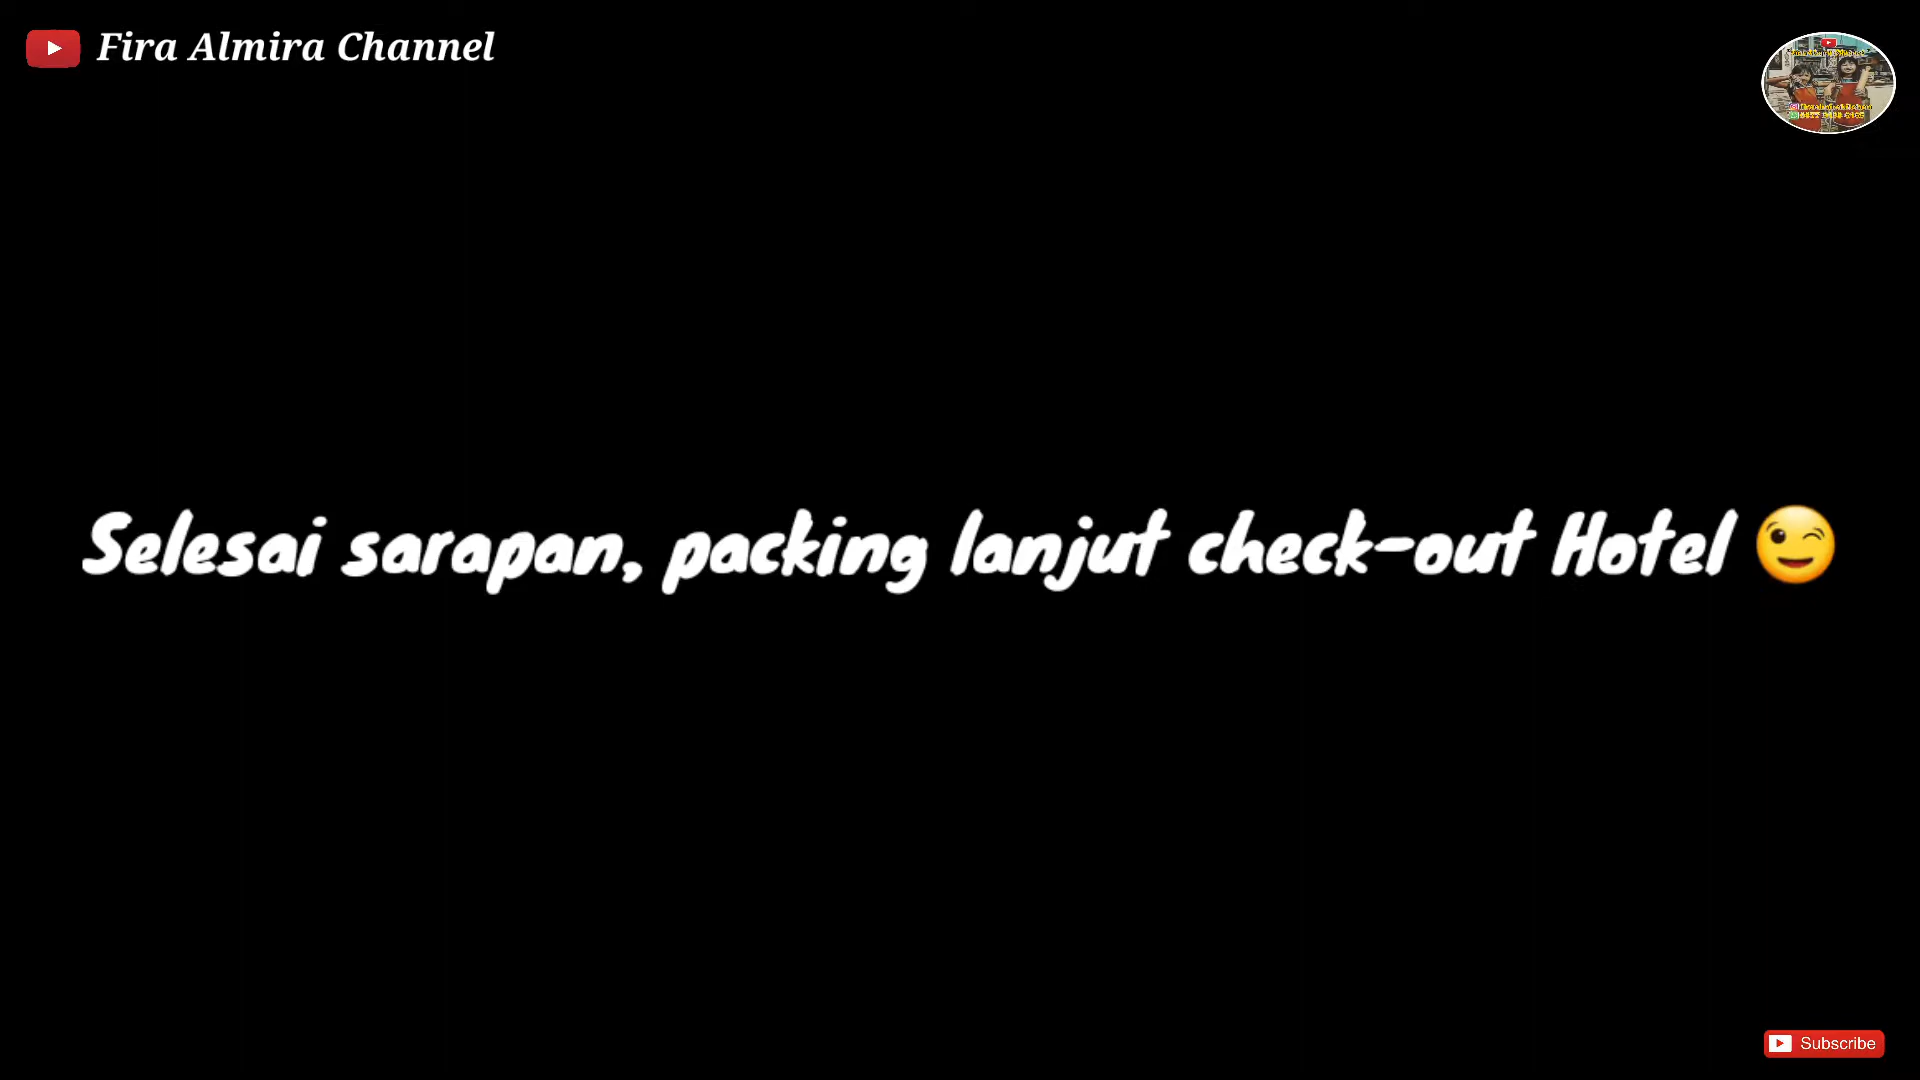 Fira Almira Channel
Selesai sarapan, packing lanjut check-out Hotel 😉
Subscribe